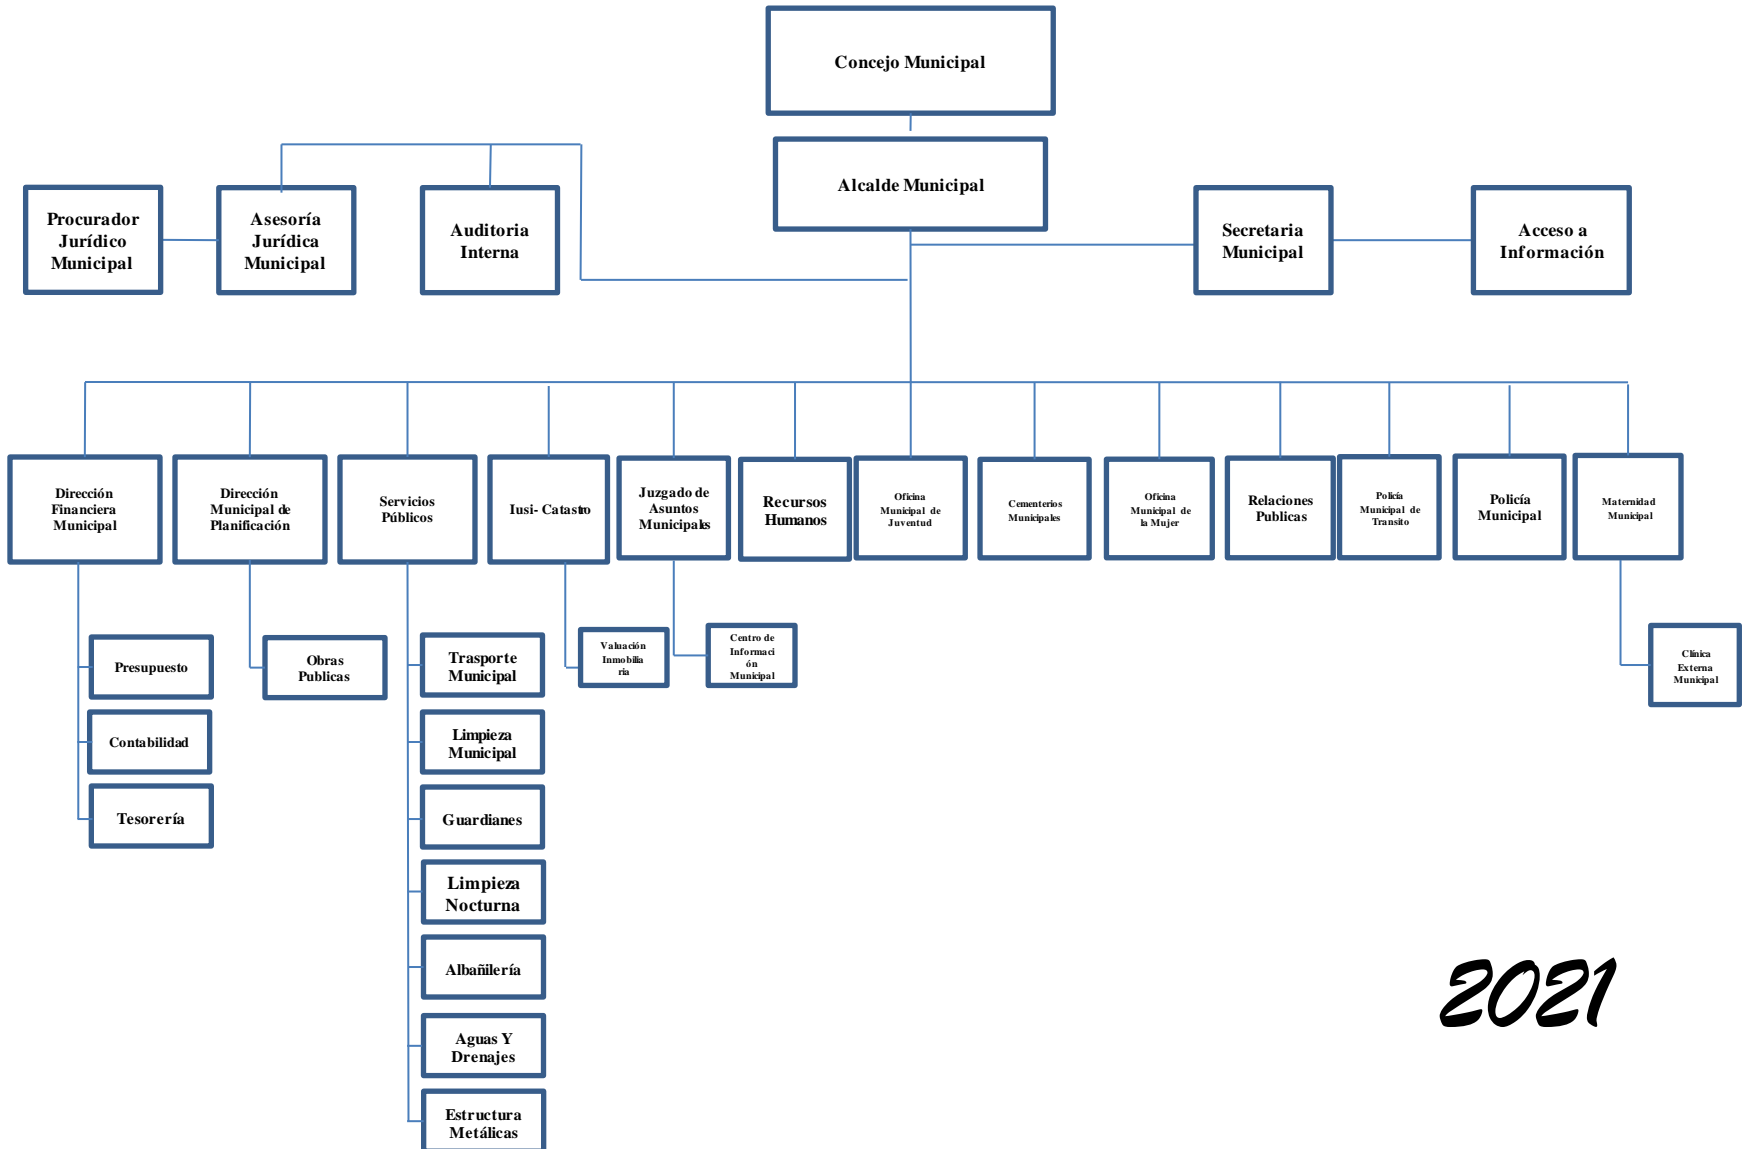 Concejo Municipal
Alcalde Municipal
Procurador
Jurídico
Municipal
Asesoría
Jurídica
Municipal
Auditoria
Interna
Secretaria
Municipal
Acceso a
Información
Dirección
Financiera
Municipal
Dirección
Municipal de
Planificación
Servicios
Públicos
Iusi- Catastro
Juzgado de
Asuntos
Municipales
Recursos
Humanos
Oficina
Municipal de
Juventud
Cementerios
Municipales
Oficina
Municipal de
la Mujer
Relaciones
Publicas
Policía
Municipal de
Transito
Policía
Municipal
Maternidad
Municipal
Presupuesto
Contabilidad
Tesorería
Obras
Publicas
Trasporte
Municipal
Limpieza
Municipal
Guardianes
Limpieza
Nocturna
Albañilería
Aguas Y
Drenajes
Estructura
Metálicas
Valuación
Inmobilia
ria
Centro de
Informaci
ón
Municipal
Clínica
Externa
Municipal
2021